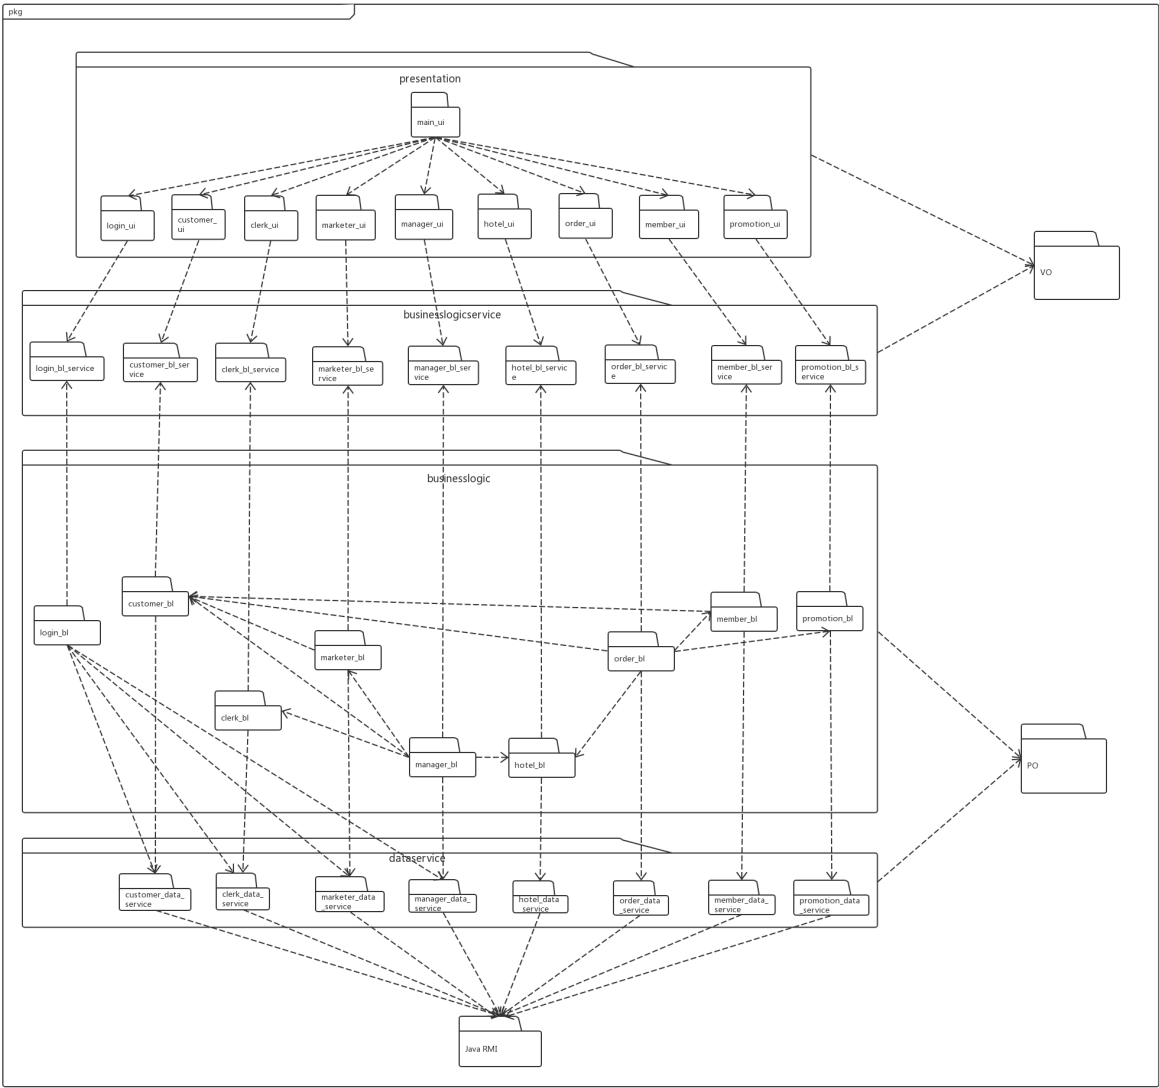 pkg
presentation
main_ui
login_ui
customer_
ui
clerk_ui
marketer_ui
manager_ui
hotel_ui
order_ui
member_ui
promotion_ui
VO
businesslogicservice
login_bl_service
customer_bl_ser
vice
clerk_bl_service
marketer_bl_se
rvice
manager_bl_ser
vice
hotel_bl_servic
e
order_bl_servic
e
member_bl_ser
vice
promotion_bl_s
ervice
businesslogic
customer_bl
login_bl
member_bl
promotion_bl
marketer_bl
order_bl
clerk_bl
manager_bl
hotel_bl
PO
dataservice
customer_data_
service
clerk_data_
service
marketer_data
_service
manager_data_
service
hotel_data_
service
order_data
_service
member_data_
service
promotion_data
_service
Java RMI